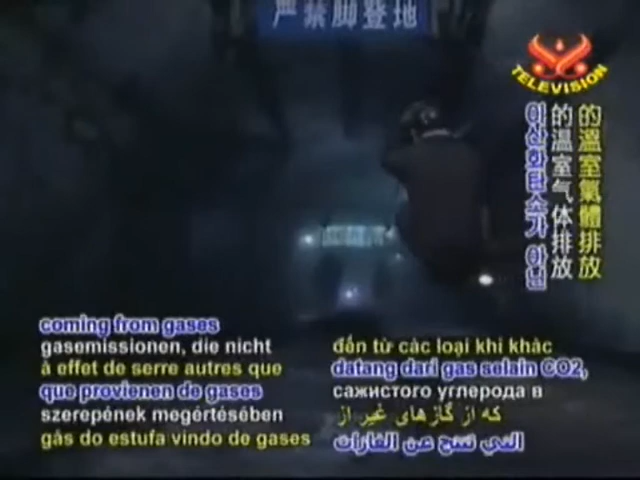 严禁脚登地
TELEVISION
的溫室氣體排放
的温室气体排放
이산화탄소가 아닌
coming from gases
gasemissionen, die nicht
à effet de serre autres que
que provienen de gases
szerepének megértésében
gás do estufa vindo de gases
đến từ các loại khí khác
datang dari gas selain CO2,
сажистого углерода в
که از گازهای غیر از
التي تنتج عن الغازات